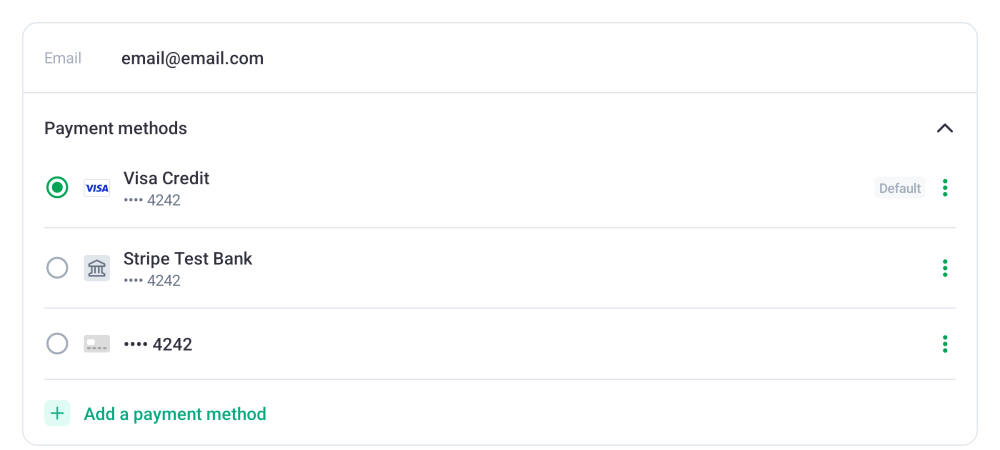 Email email@email.com
Payment methods
VISA Visa Credit
•••• 4242
Default
Stripe Test Bank
•••• 4242
•••• 4242
+ Add a payment method